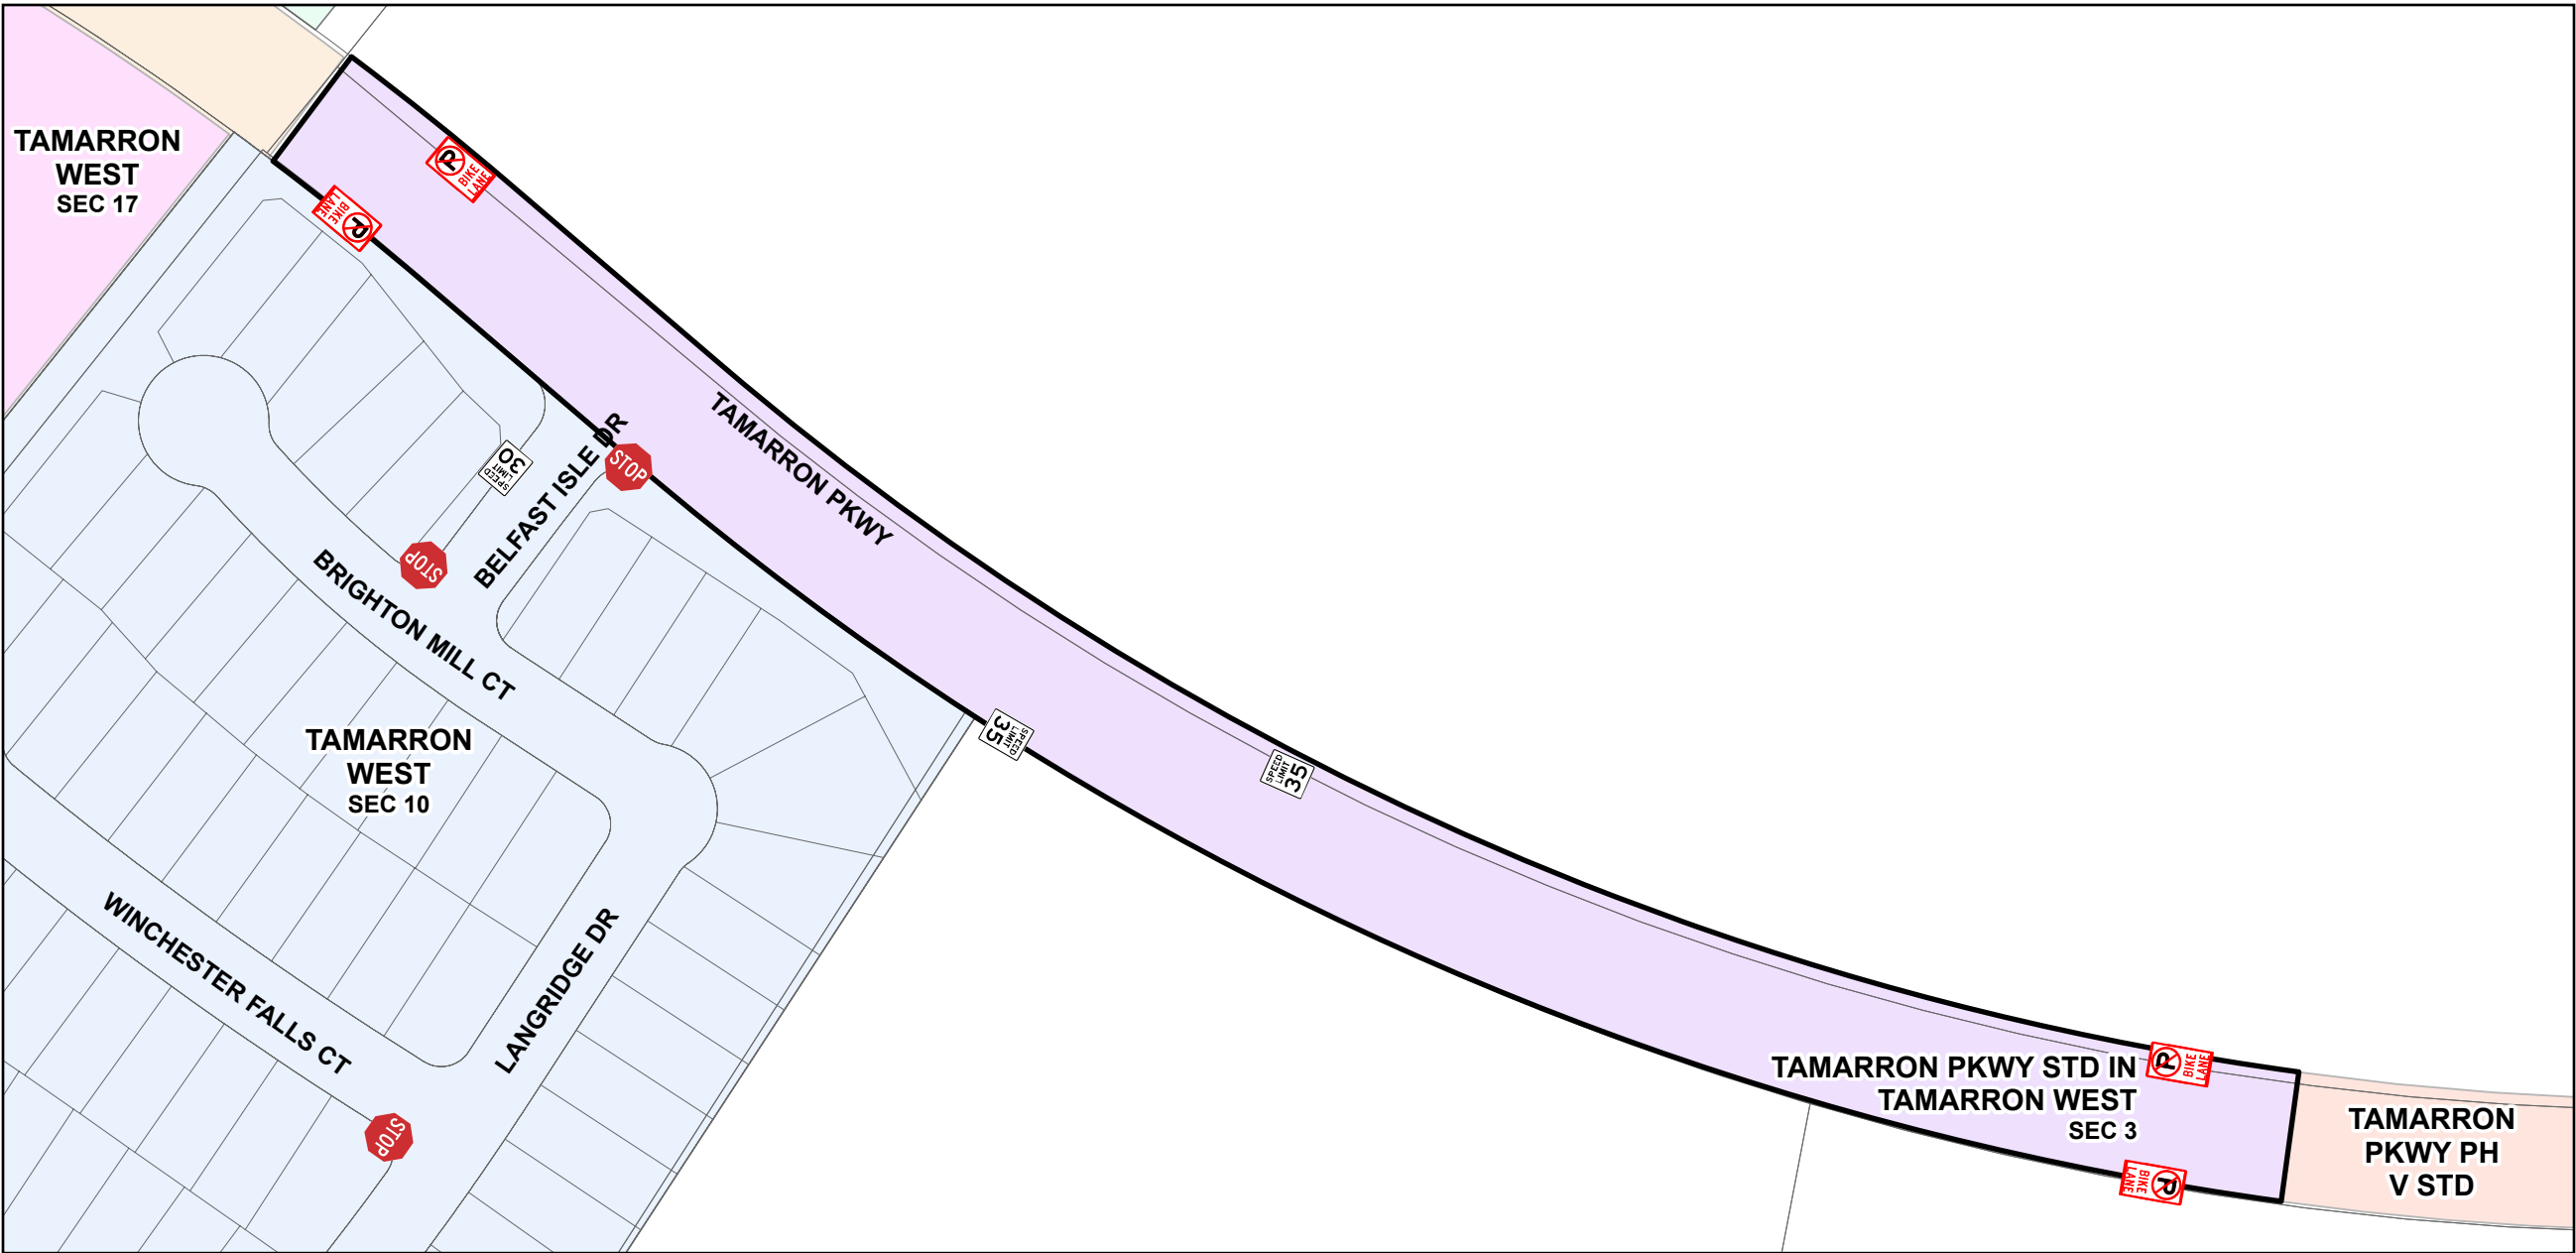 TAMARRON
WEST
SEC 17
P
BIKE
LANE
P
BIKE
LANE
TAMARRON PKWY
BELFAST ISLE DR
STOP
SPEED
LIMIT
30
STOP
BRIGHTON MILL CT
TAMARRON
WEST
SEC 10
SPEED
LIMIT
35
SPEED
LIMIT
35
WINCHESTER FALLS CT
LANGRIDGE DR
STOP
TAMARRON PKWY STD IN
TAMARRON WEST
SEC 3
P
BIKE
LANE
P
BIKE
LANE
TAMARRON
PKWY PH
V STD